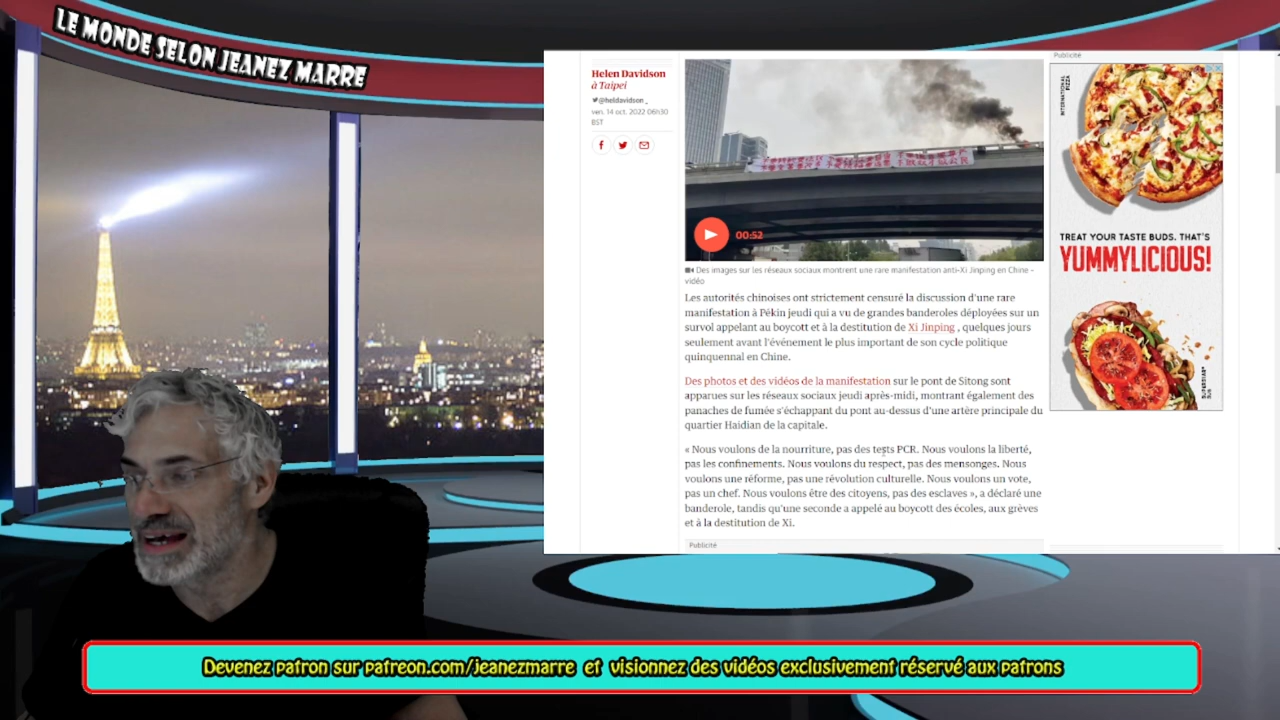 LE MONDE SELON JEANEZ MARRE
Helen Davidson
à Taipei
@heldavidson_
ven. 14 oct. 2022 06h30
BST
00:52
Des images sur les réseaux sociaux montrent une rare manifestation anti-Xi Jinping en Chine -
vidéo
Les autorités chinoises ont strictement censuré la discussion d'une rare
manifestation à Pékin jeudi qui a vu de grandes banderoles déployées sur un
survol appelant au boycott et à la destitution de Xi Jinping , quelques jours
seulement avant l'événement le plus important de son cycle politique
quinquennal en Chine.
Des photos et des vidéos de la manifestation sur le pont de Sitong sont
apparues sur les réseaux sociaux jeudi après-midi, montrant également des
panaches de fumée s'échappant du pont au-dessus d'une artère principale du
quartier Haidian de la capitale.
« Nous voulons de la nourriture, pas des tests PCR. Nous voulons la liberté,
pas les confinements. Nous voulons du respect, pas des mensonges. Nous
voulons une réforme, pas une révolution culturelle. Nous voulons un vote,
pas un chef. Nous voulons être des citoyens, pas des esclaves », a déclaré une
banderole, tandis qu'une seconde a appelé au boycott des écoles, aux grèves
et à la destitution de Xi.
Publicité
Publicité
INTERNATIONAL
PIZZA
TREAT YOUR TASTE BUDS. THAT'S
YUMMYLICIOUS!
SUPERSTAR
SUB
Devenez patron sur patreon.com/jeanezmarre et visionnez des vidéos exclusivement réservé aux patrons